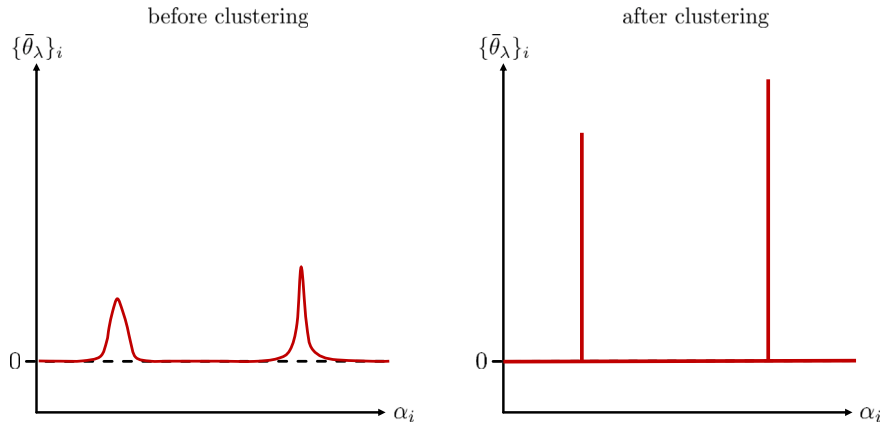 before clustering
{θ̄_λ}_i
0
α_i
after clustering
{θ̄_λ}_i
0
α_i